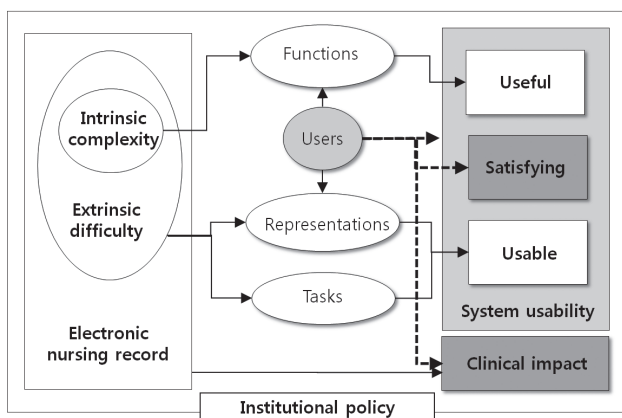 Functions
Useful
Intrinsic
complexity
Users
Satisfying
Extrinsic
difficulty
Representations
Usable
Tasks
System usability
Electronic
nursing record
Clinical impact
Institutional policy